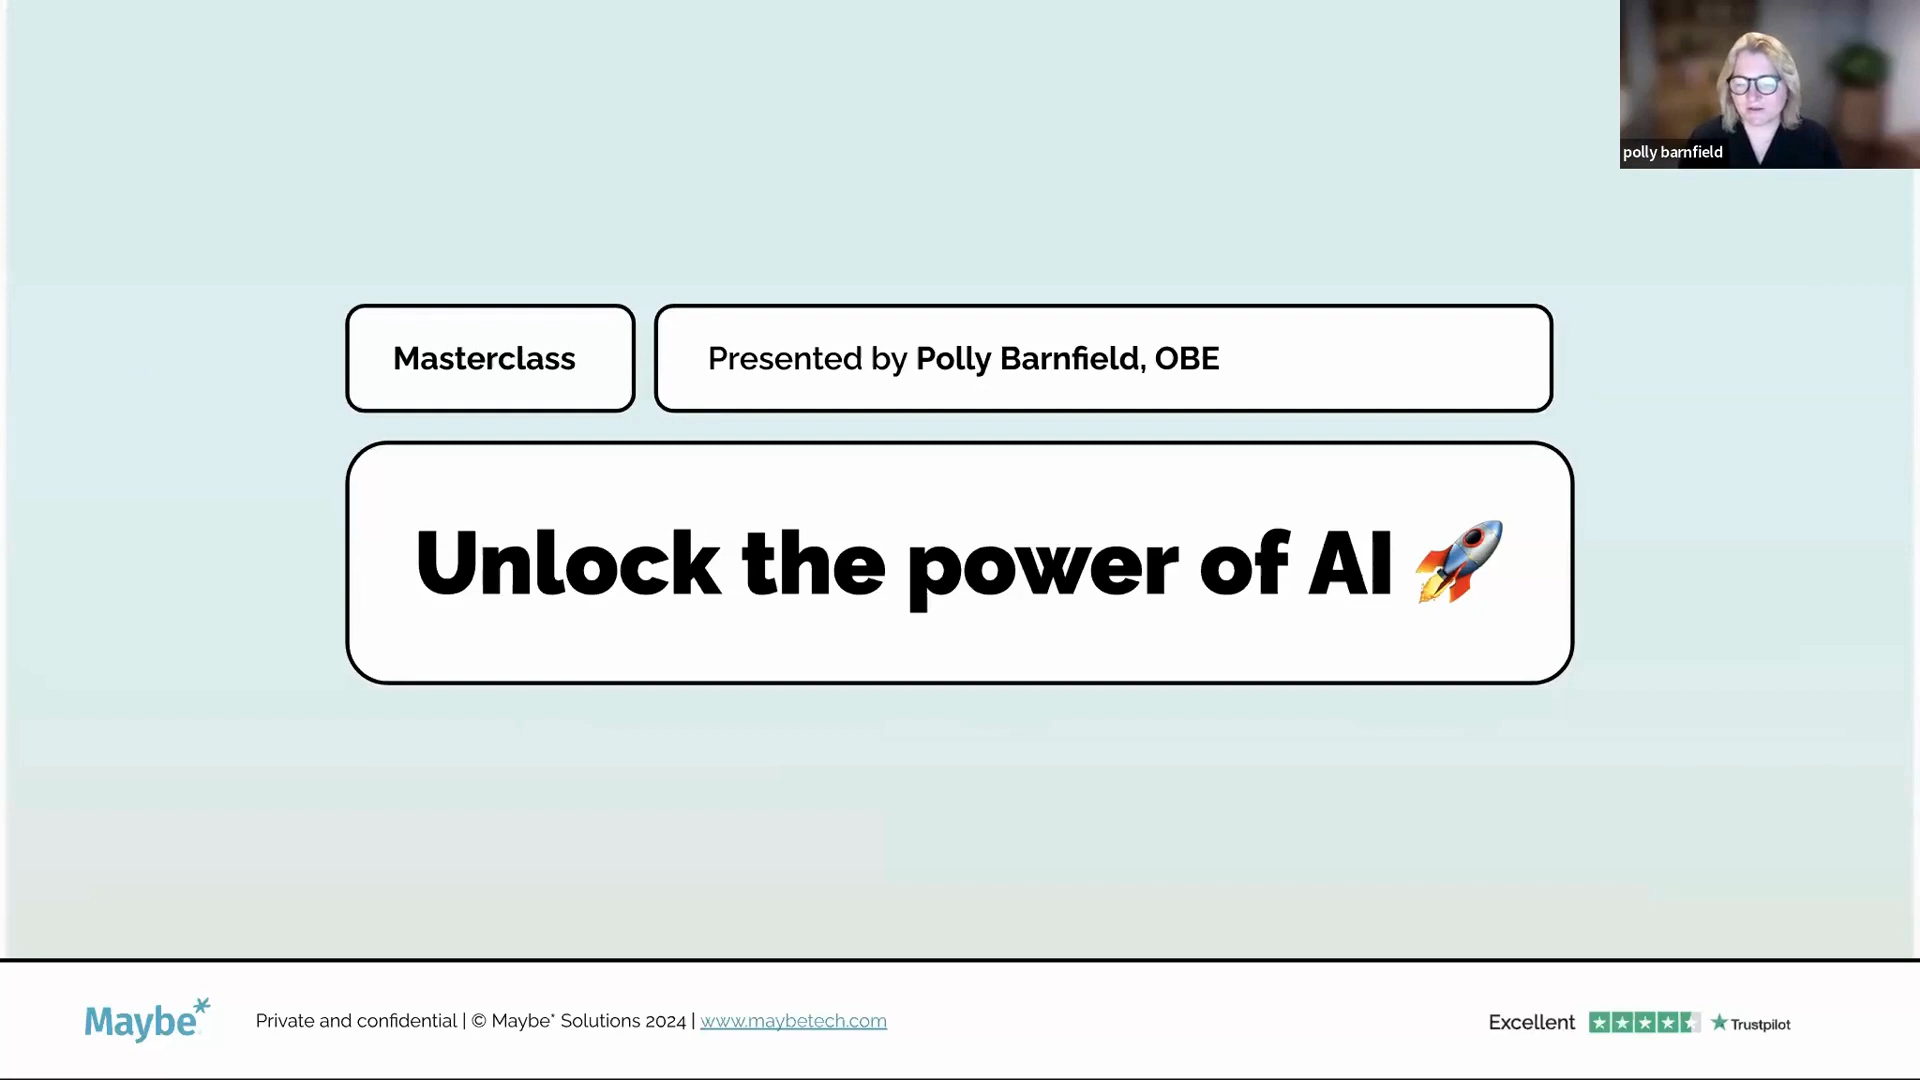 polly barnfield
Masterclass
Presented by Polly Barnfield, OBE
Unlock the power of AI 🚀
Maybe*
Private and confidential | © Maybe* Solutions 2024 | www.maybetech.com
Excellent
Trustpilot